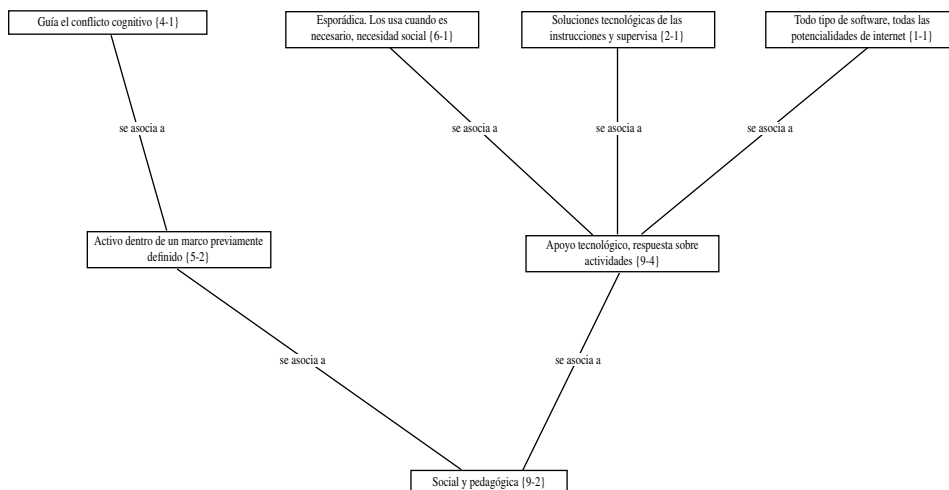 Guía el conflicto cognitivo {4-1}
Esporádica. Los usa cuando es
necesario, necesidad social {6-1}
Soluciones tecnológicas de las
instrucciones y supervisa {2-1}
Todo tipo de software, todas las
potencialidades de internet {1-1}
se asocia a
se asocia a
se asocia a
se asocia a
Activo dentro de un marco previamente
definido {5-2}
Apoyo tecnológico, respuesta sobre
actividades {9-4}
se asocia a
se asocia a
Social y pedagógica {9-2}